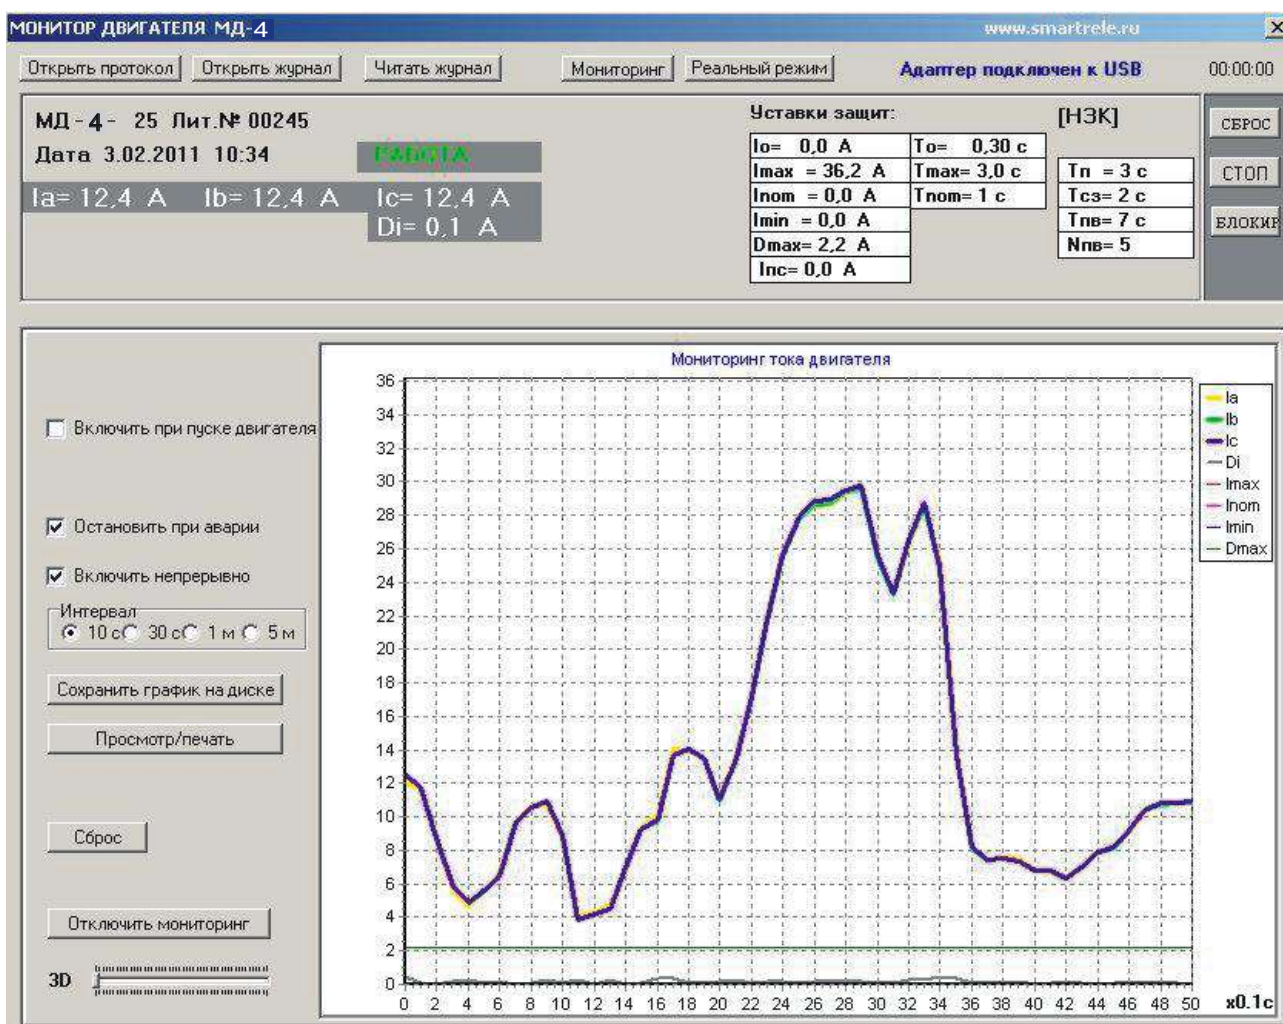 МОНИТОР ДВИГАТЕЛЯ МД-4 www.smartrele.ru
Открыть протокол Открыть журнал Читать журнал Мониторинг Реальный режим Адаптер подключен к USB 00:00:00
МД-4- 25 Лит.№ 00245
Дата 3.02.2011 10:34 РАБОТА
Ia= 12,4 A Ib= 12,4 A Ic= 12,4 A
Di= 0,1 A
Уставки защит: [НЗК]
Io= 0,0 A To= 0,30 с
Imax = 36,2 A Tmax= 3,0 с Тп = 3 с
Inom = 0,0 A Tnom= 1 с Тсз= 2 с
Imin = 0,0 A Тпв= 7 с
Dmax= 2,2 A Nпв= 5
Iпс= 0,0 A
СБРОС
СТОП
БЛОКИР
Включить при пуске двигателя
Остановить при аварии
Включить непрерывно
Интервал
10 с 30 с 1 м 5 м
Сохранить график на диске
Просмотр/печать
Сброс
Отключить мониторинг
3D
Мониторинг тока двигателя
36
34
32
30
28
26
24
22
20
18
16
14
12
10
8
6
4
2
0
0 2 4 6 8 10 12 14 16 18 20 22 24 26 28 30 32 34 36 38 40 42 44 46 48 50 x0.1с
Ia
Ib
Ic
Di
Imax
Inom
Imin
Dmax